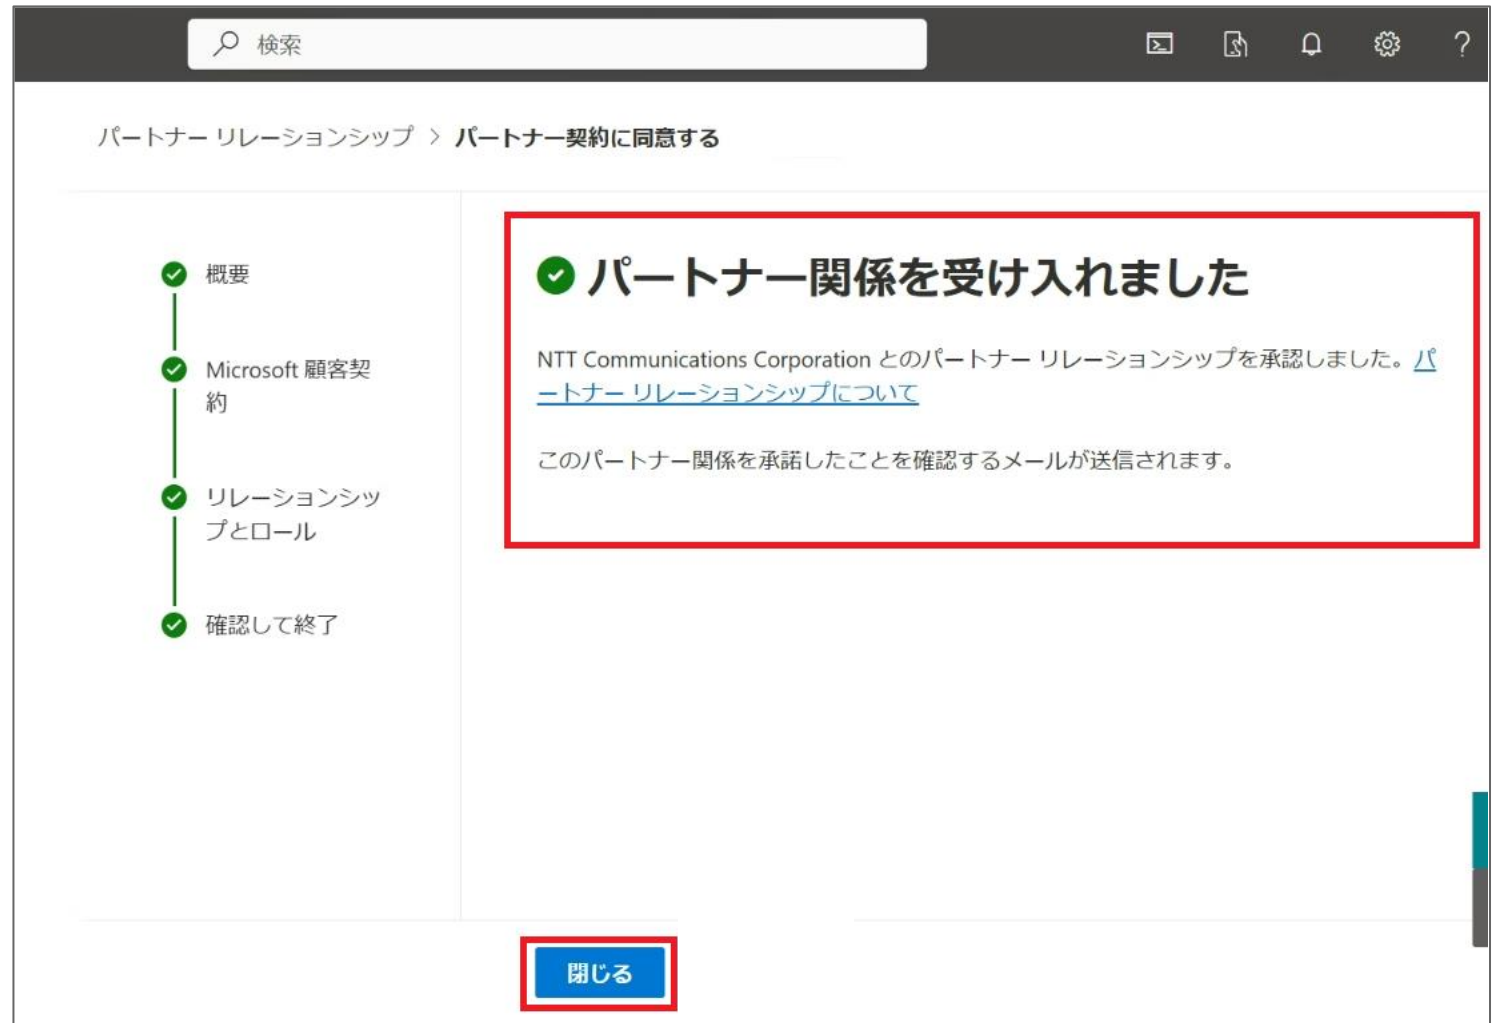 検索
?
パートナー リレーションシップ > パートナー契約に同意する
概要
Microsoft 顧客契
約
リレーションシッ
プとロール
確認して終了
パートナー関係を受け入れました
NTT Communications Corporation とのパートナー リレーションシップを承認しました。パ
ートナー リレーションシップについて
このパートナー関係を承諾したことを確認するメールが送信されます。
閉じる